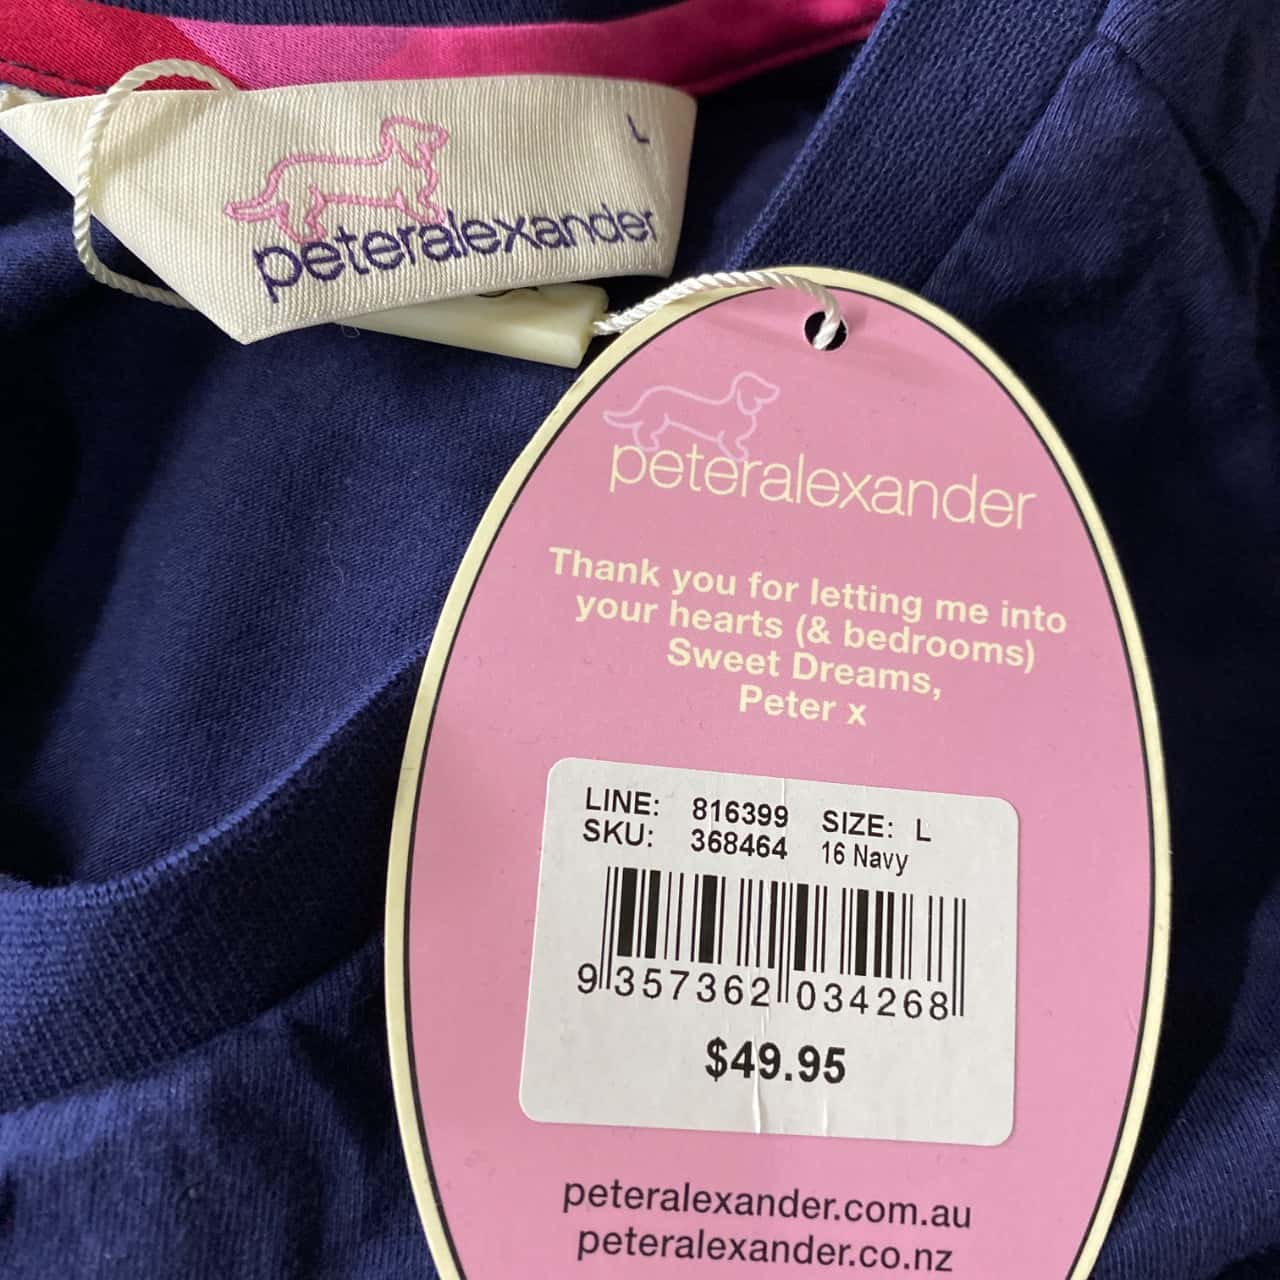 L
peteralexander
peteralexander
Thank you for letting me into
your hearts (& bedrooms)
Sweet Dreams,
Peter x
LINE: 816399 SIZE: L
SKU: 368464 16 Navy
9 357362 034268
$49.95
peteralexander.com.au
peteralexander.co.nz